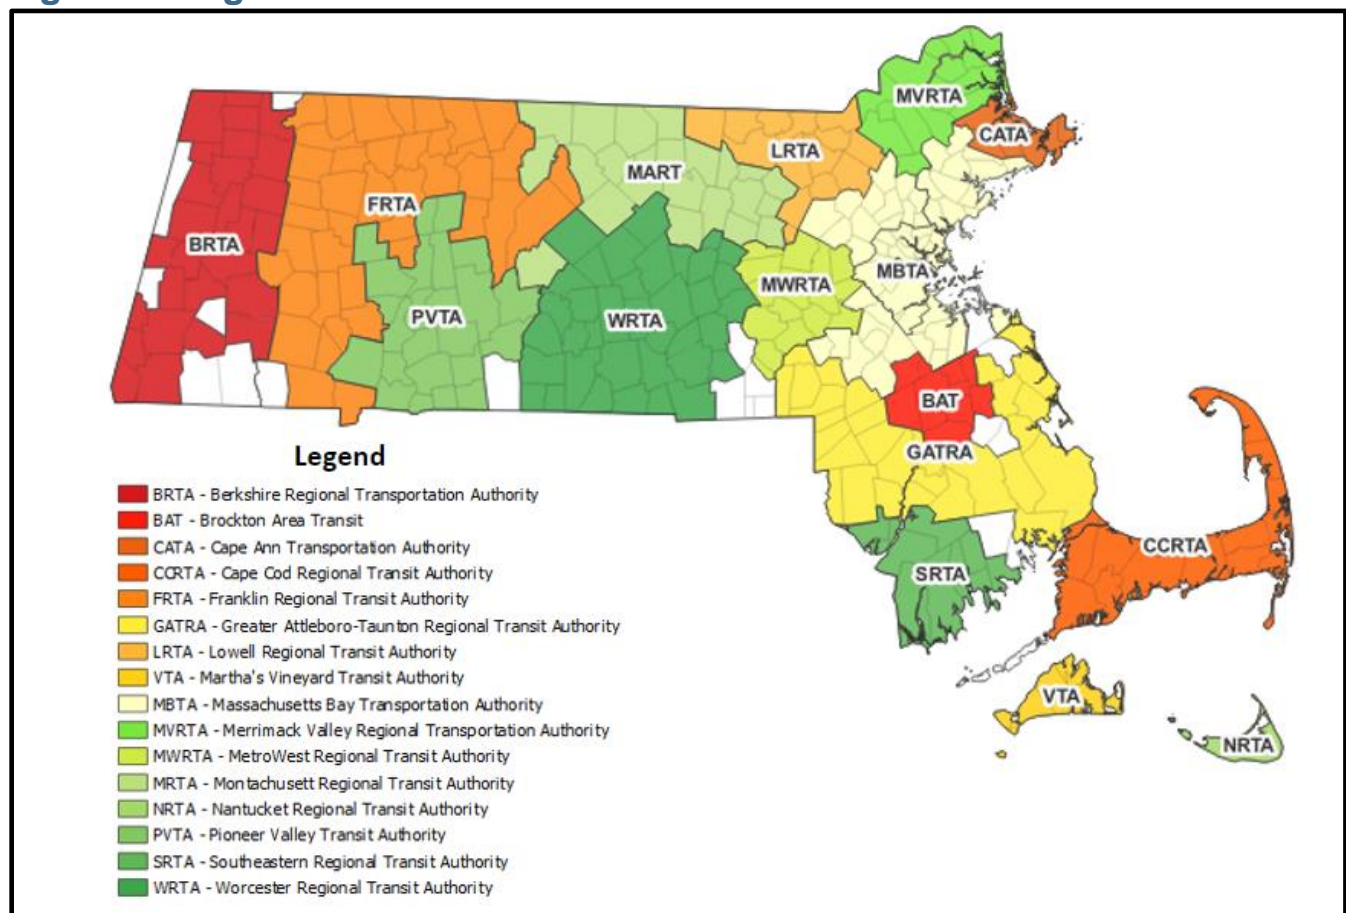 MVRTA
CATA
LRTA
MART
FRTA
BRTA
MBTA
MWRTA
PVTA
WRTA
BAT
GATRA
CCRTA
SRTA
VTA
NRTA
Legend
BRTA - Berkshire Regional Transportation Authority
BAT - Brockton Area Transit
CATA - Cape Ann Transportation Authority
CCRTA - Cape Cod Regional Transit Authority
FRTA - Franklin Regional Transit Authority
GATRA - Greater Attleboro-Taunton Regional Transit Authority
LRTA - Lowell Regional Transit Authority
VTA - Martha's Vineyard Transit Authority
MBTA - Massachusetts Bay Transportation Authority
MVRTA - Merrimack Valley Regional Transportation Authority
MWRTA - MetroWest Regional Transit Authority
MRTA - Montachusett Regional Transit Authority
NRTA - Nantucket Regional Transit Authority
PVTA - Pioneer Valley Transit Authority
SRTA - Southeastern Regional Transit Authority
WRTA - Worcester Regional Transit Authority